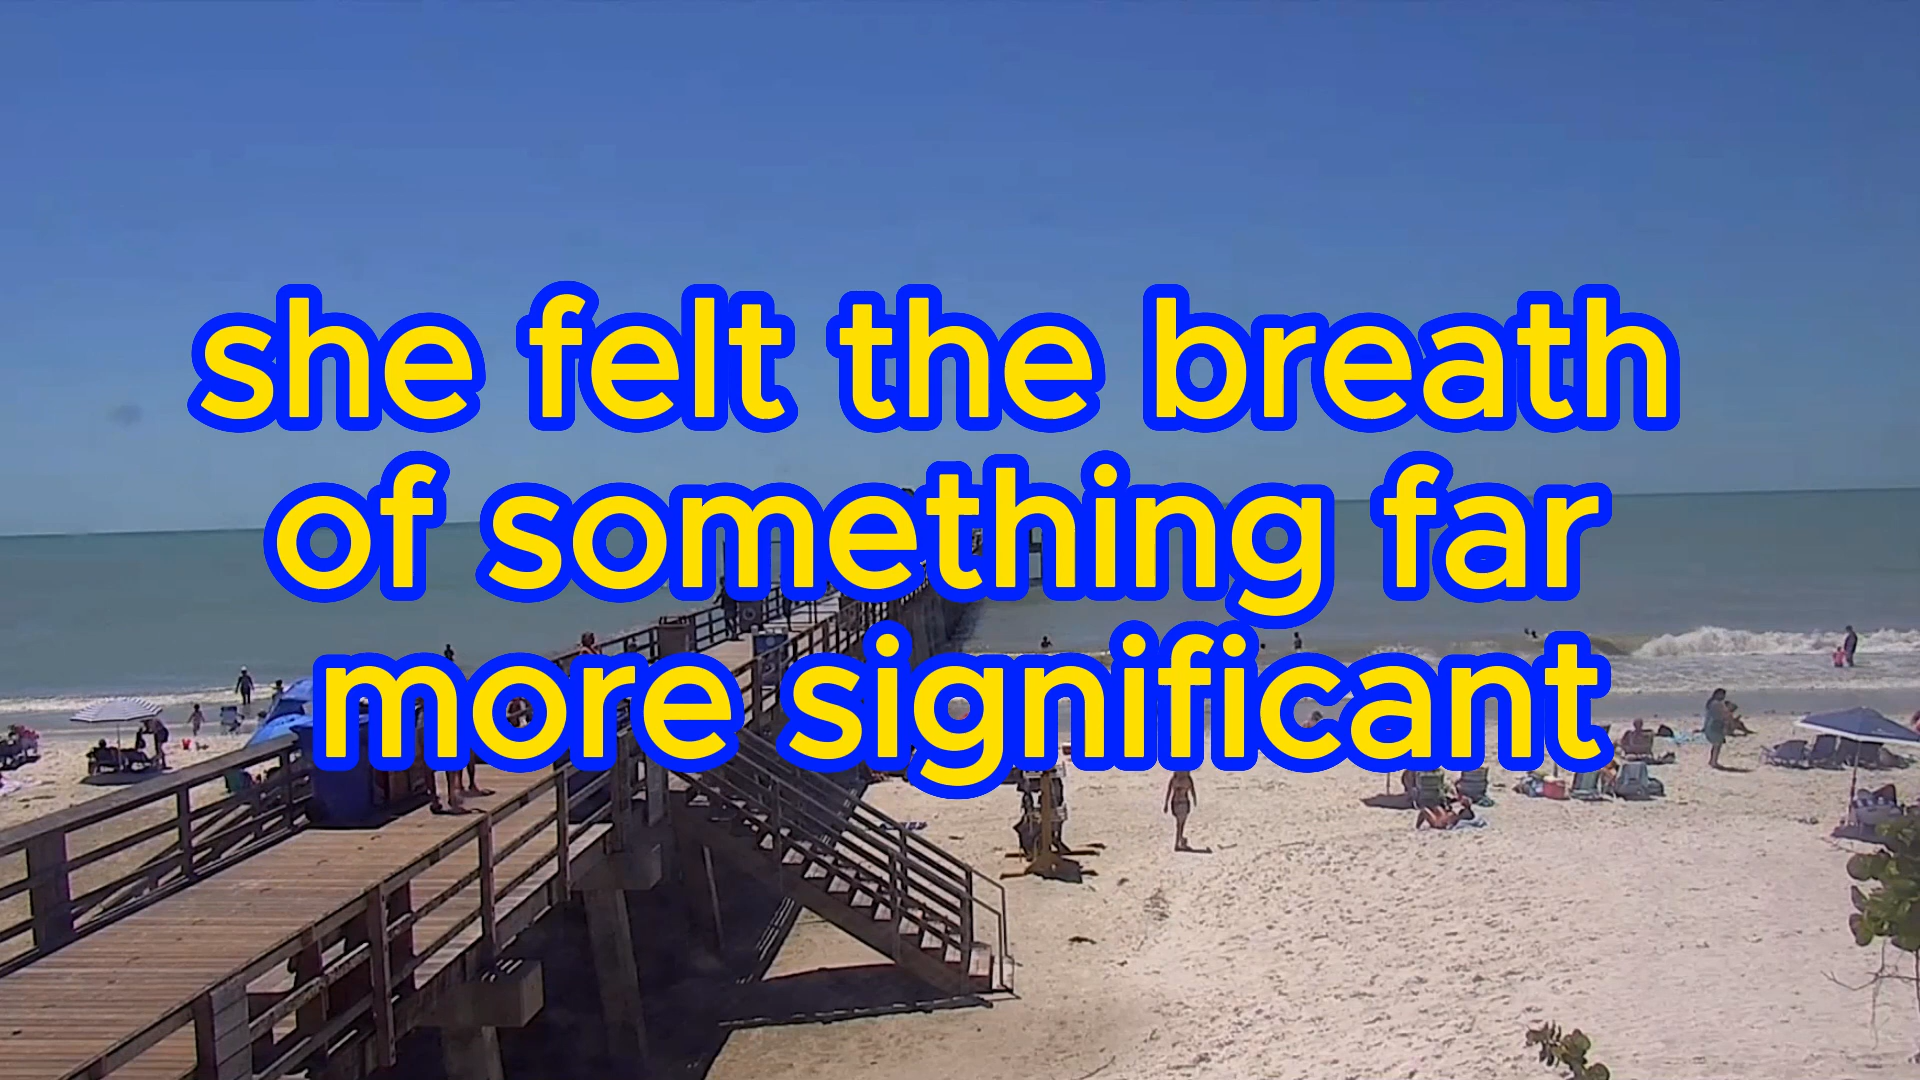 she felt the breath
of something far
more significant